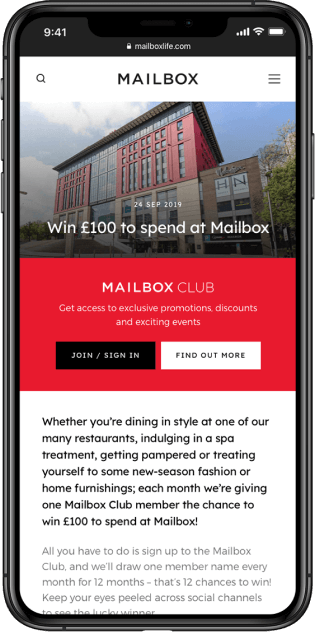 9:41
mailboxlife.com
MAILBOX
24 SEP 2019
Win £100 to spend at Mailbox
MAILBOX CLUB
Get access to exclusive promotions, discounts
and exciting events
JOIN / SIGN IN
FIND OUT MORE
Whether you're dining in style at one of our
many restaurants, indulging in a spa
treatment, getting pampered or treating
yourself to some new-season fashion or
home furnishings; each month we're giving
one Mailbox Club member the chance to
win £100 to spend at Mailbox!
All you have to do is sign up to the Mailbox
Club, and we'll draw one member name every
month for 12 months – that's 12 chances to win!
Keep your eyes peeled across social channels
to see the lucky winner